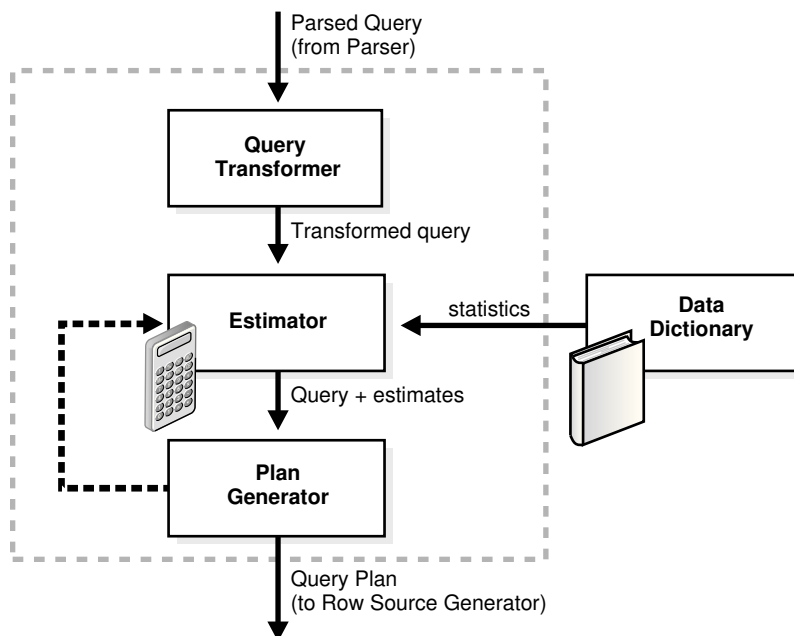 Parsed Query
(from Parser)
Query
Transformer
Transformed query
Estimator
statistics
Data
Dictionary
Query + estimates
Plan
Generator
Query Plan
(to Row Source Generator)